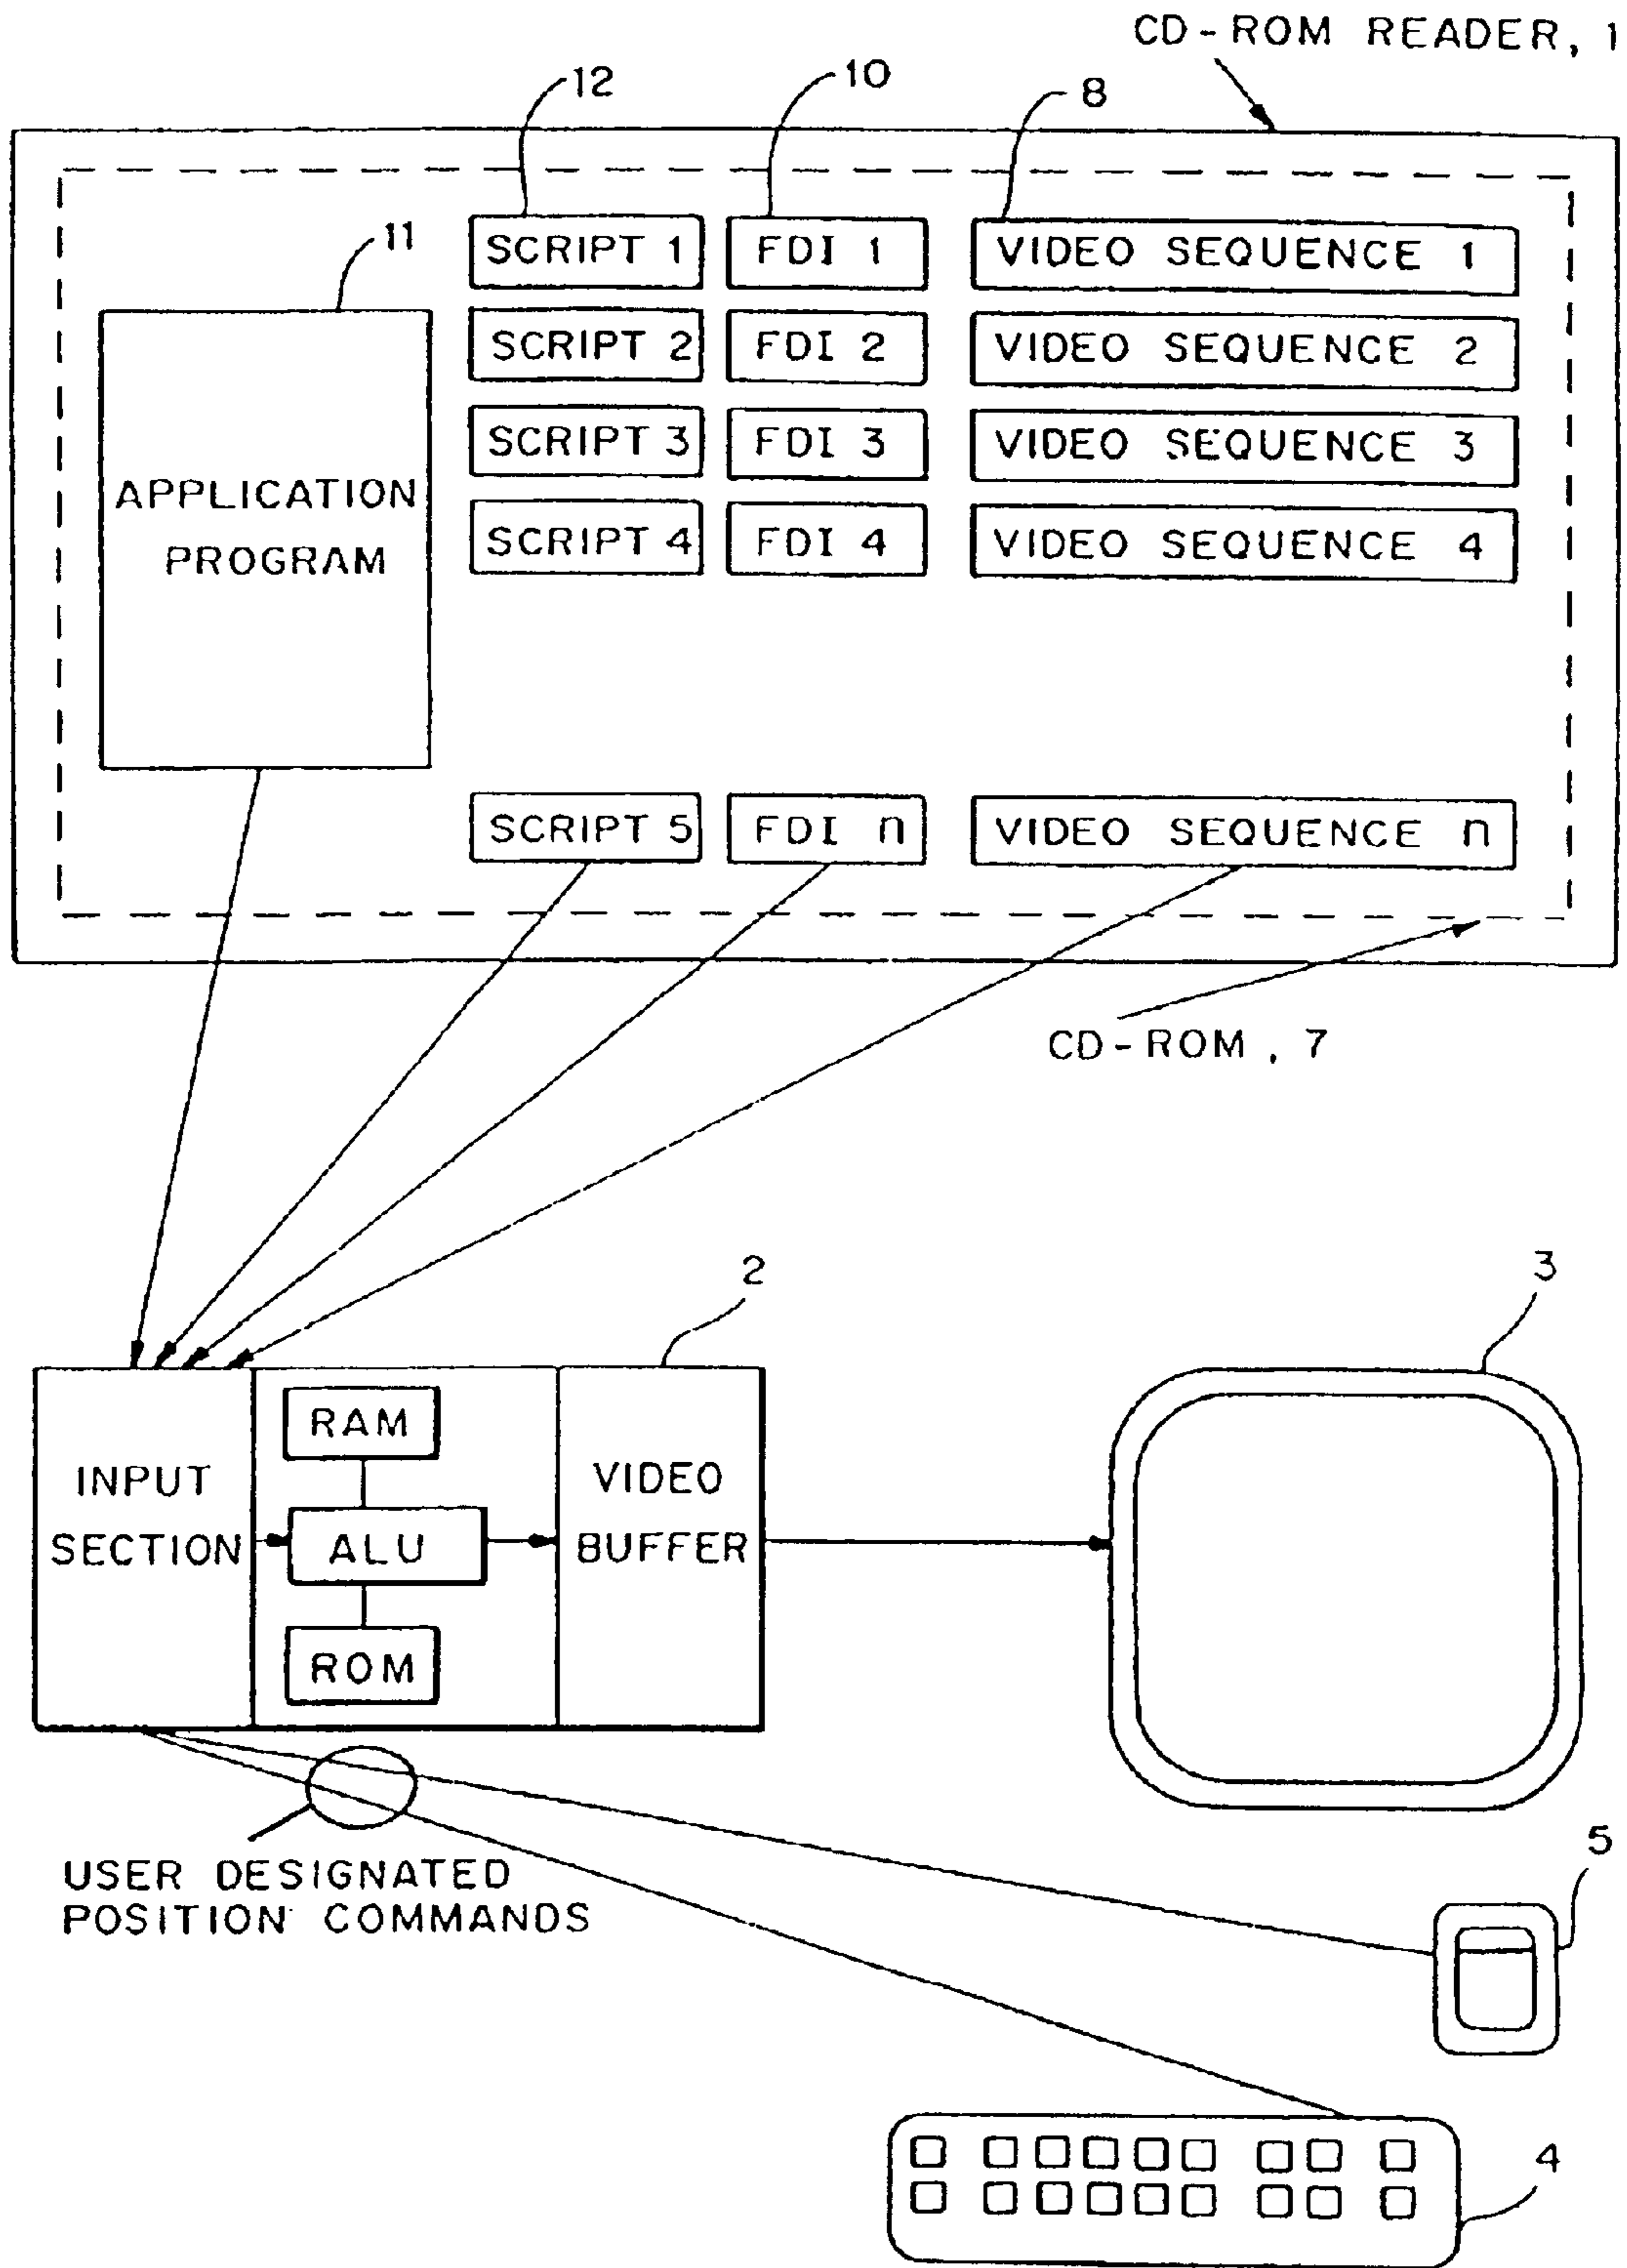 CD-ROM READER, 1
12
10
8
11
SCRIPT 1
FDI 1
VIDEO SEQUENCE 1
SCRIPT 2
FDI 2
VIDEO SEQUENCE 2
SCRIPT 3
FDI 3
VIDEO SEQUENCE 3
SCRIPT 4
FDI 4
VIDEO SEQUENCE 4
APPLICATION
PROGRAM
SCRIPT 5
FDI n
VIDEO SEQUENCE n
CD-ROM, 7
2
3
INPUT
SECTION
RAM
ALU
ROM
VIDEO
BUFFER
USER DESIGNATED
POSITION COMMANDS
5
4